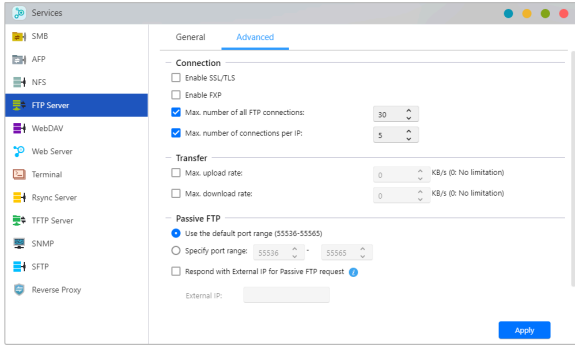 Services
SMB
AFP
NFS
FTP Server
WebDAV
Web Server
Terminal
Rsync Server
TFTP Server
SNMP
SFTP
Reverse Proxy
General Advanced
Connection
Enable SSL/TLS
Enable FXP
Max. number of all FTP connections: 30
Max. number of connections per IP: 5
Transfer
Max. upload rate: 0 KB/s (0: No limitation)
Max. download rate: 0 KB/s (0: No limitation)
Passive FTP
Use the default port range (55536-55565)
Specify port range: 55536 - 55565
Respond with External IP for Passive FTP request i
External IP:
Apply